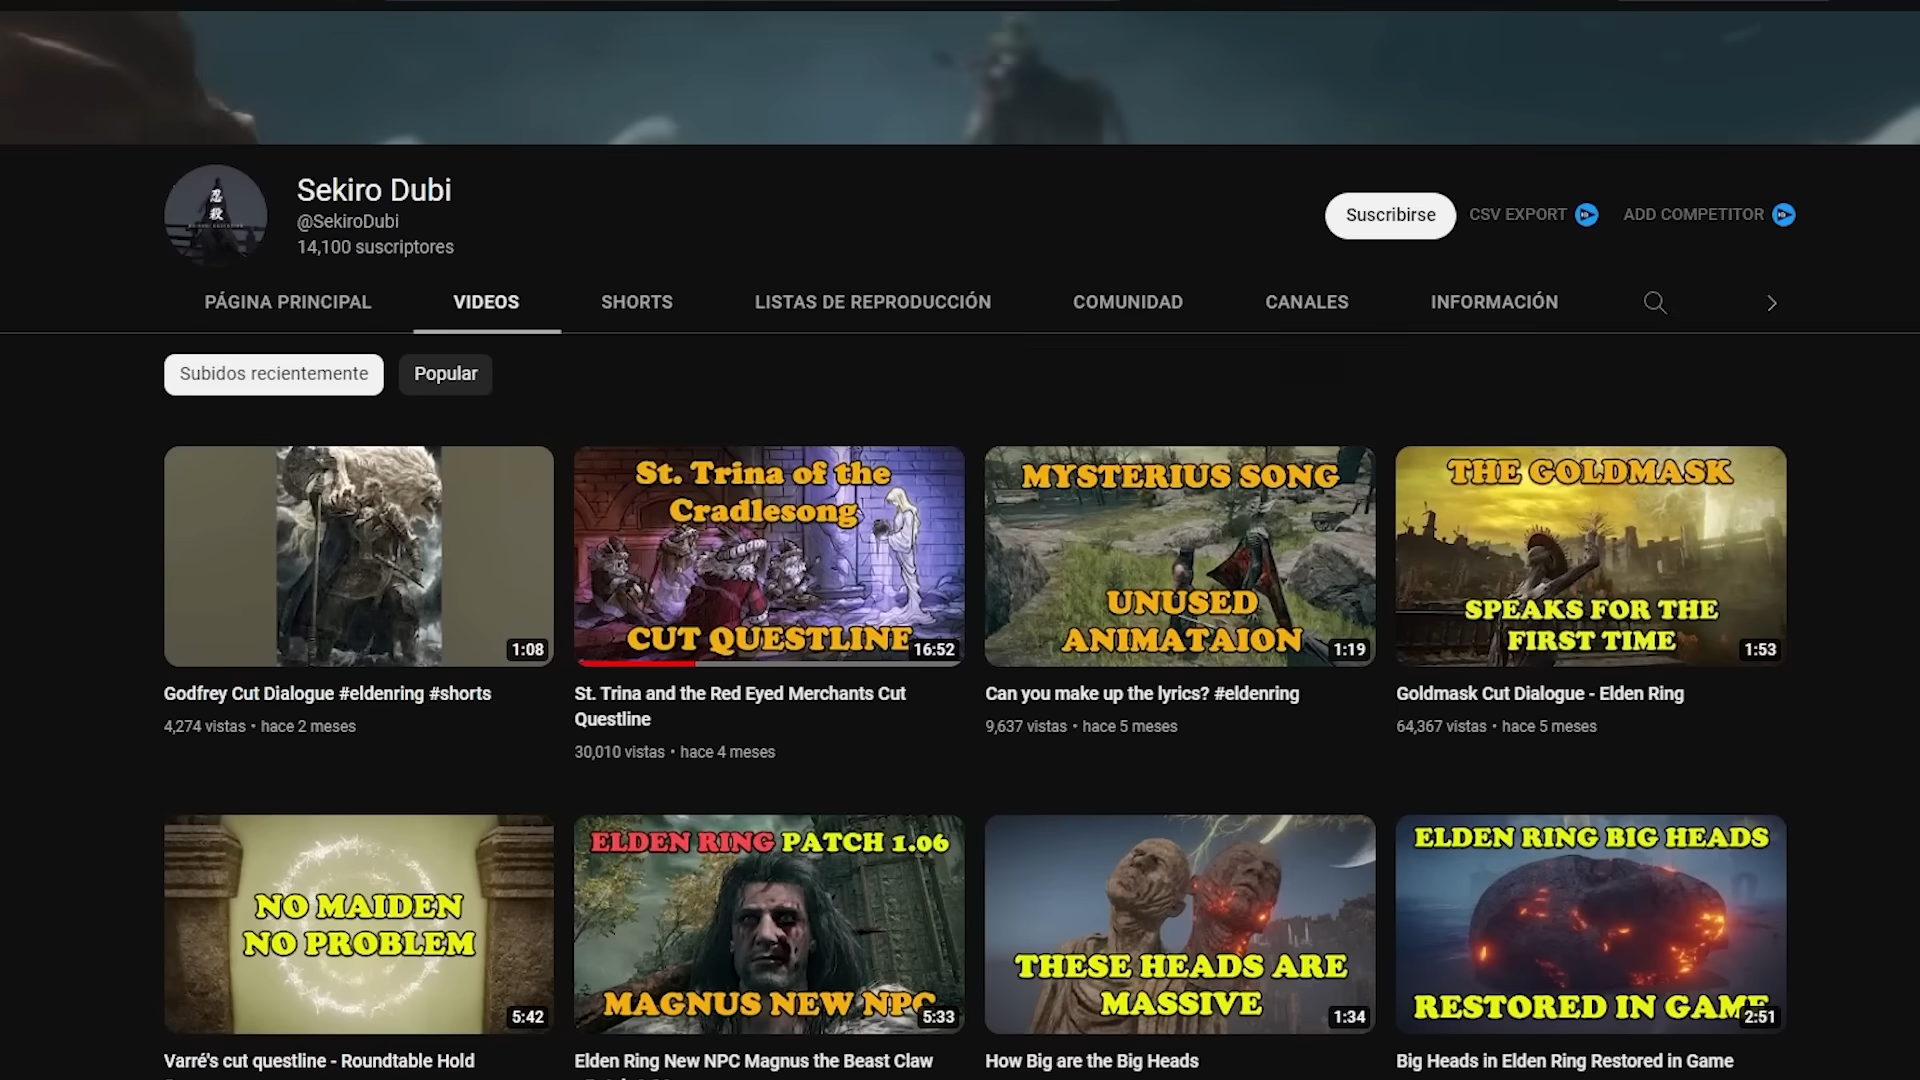 忍
殺
Sekiro Dubi
@SekiroDubi
14,100 suscriptores
Suscribirse
CSV EXPORT
ADD COMPETITOR
PÁGINA PRINCIPAL
VIDEOS
SHORTS
LISTAS DE REPRODUCCIÓN
COMUNIDAD
CANALES
INFORMACIÓN
Subidos recientemente
Popular
1:08
Godfrey Cut Dialogue #eldenring #shorts
4,274 vistas • hace 2 meses
St. Trina of the
Cradlesong
CUT QUESTLINE
16:52
St. Trina and the Red Eyed Merchants Cut
Questline
30,010 vistas • hace 4 meses
MYSTERIUS SONG
UNUSED
ANIMATAION
1:19
Can you make up the lyrics? #eldenring
9,637 vistas • hace 5 meses
THE GOLDMASK
SPEAKS FOR THE
FIRST TIME
1:53
Goldmask Cut Dialogue - Elden Ring
64,367 vistas • hace 5 meses
NO MAIDEN
NO PROBLEM
5:42
Varré's cut questline - Roundtable Hold
ELDEN RING PATCH 1.06
MAGNUS NEW NPC
5:33
Elden Ring New NPC Magnus the Beast Claw
THESE HEADS ARE
MASSIVE
1:34
How Big are the Big Heads
ELDEN RING BIG HEADS
RESTORED IN GAME
2:51
Big Heads in Elden Ring Restored in Game